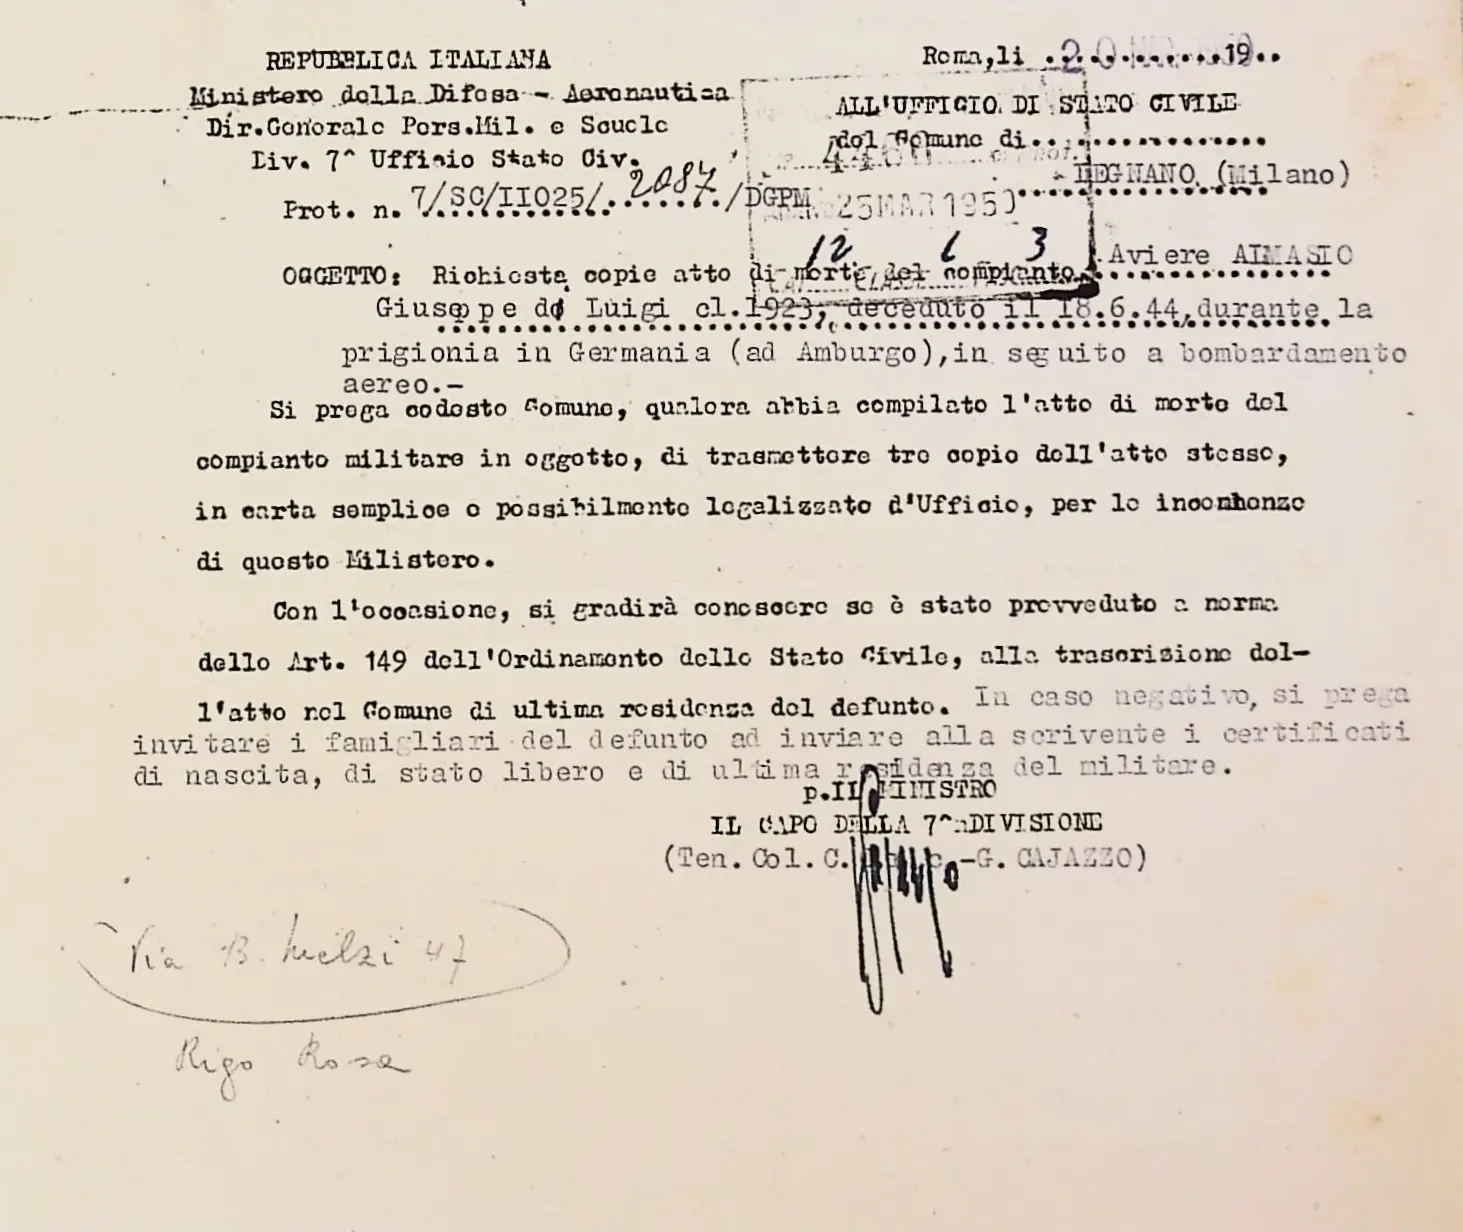 REPUBBLICA ITALIANA
Ministero della Difesa - Aeronautica
Dir.Generale Pers.Mil. e Scuole
Div. 7^ Ufficio Stato Civ.
Prot. n. 7/SC/II025/.2087./DGPM
Roma,li 20 MAR 1950 19..
ALL'UFFICIO DI STATO CIVILE
del Comune di..............
LEGNANO (Milano)
25 MAR 1950
12 6 3
OGGETTO: Richiesta copie atto di morte del compianto Aviere AIMASIO
Giuseppe di Luigi cl.1923, deceduto il 18.6.44,durante la
prigionia in Germania (ad Amburgo),in seguito a bombardamento
aereo.-
Si prega codesto Comune, qualora abbia compilato l'atto di morte del
compianto militare in oggetto, di trasmettere tre copie dell'atto stesso,
in carta semplice e possibilmente legalizzate d'Ufficio, per le incombenze
di questo Milistero.
Con l'occasione, si gradirà conoscere se è stato provveduto a norma
dello Art. 149 dell'Ordinamento dello Stato Civile, alla trascrizione del-
l'atto nel Comune di ultima residenza del defunto. In caso negativo, si prega
invitare i famigliari del defunto ad inviare alla scrivente i certificati
di nascita, di stato libero e di ultima residenza del militare.
p.IL MINISTRO
IL CAPO DELLA 7^ DIVISIONE
(Ten.Col.C. -G. CAJAZZO)
Via B. Melzi 47
Rigo Rosa